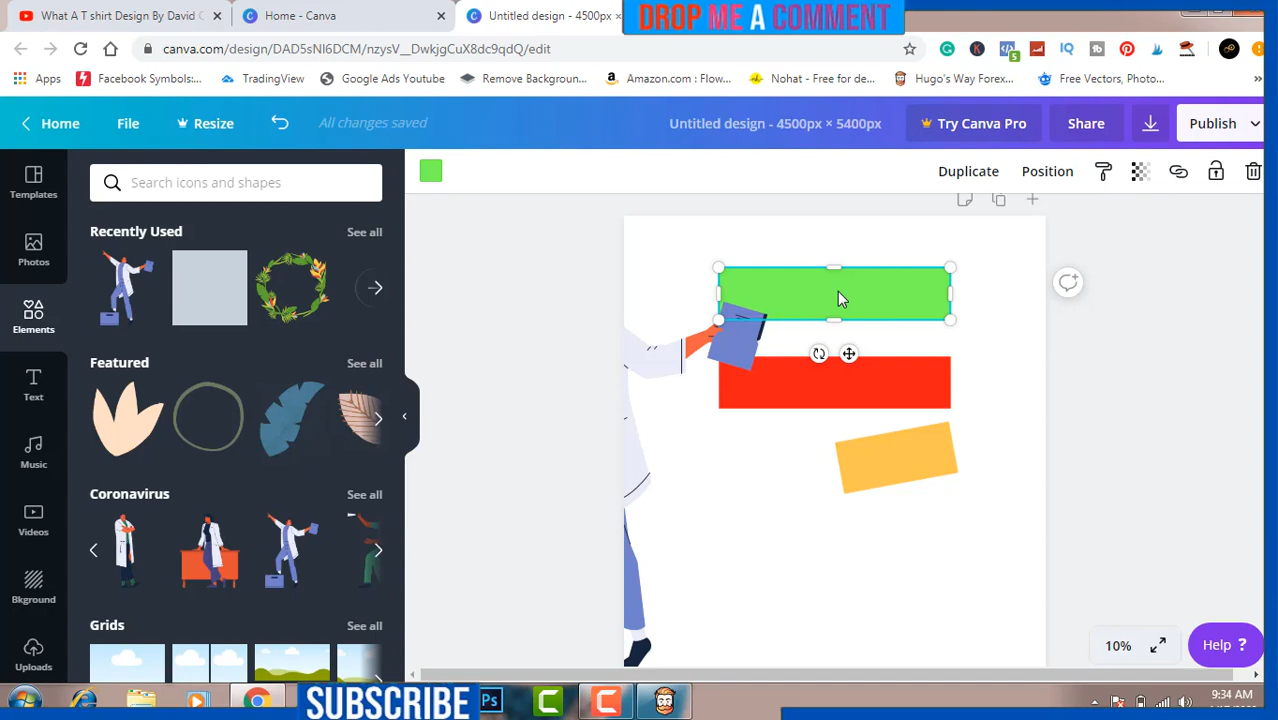 DROP ME A COMMENT
What A T shirt Design By David C
Home - Canva
Untitled design - 4500px ×
canva.com/design/DAD5sNI6DCM/nzysV__DwkjgCuX8dc9qdQ/edit
Apps
Facebook Symbols:...
TradingView
Google Ads Youtube
Remove Backgroun...
Amazon.com : Flow...
Nohat - Free for de...
Hugo's Way Forex...
Free Vectors, Photo...
Home
File
Resize
All changes saved
Untitled design - 4500px × 5400px
Try Canva Pro
Share
Publish
Templates
Photos
Elements
Text
Music
Videos
Bkground
Uploads
Search icons and shapes
Recently Used
See all
Featured
See all
Coronavirus
See all
Grids
See all
Duplicate
Position
10%
Help ?
SUBSCRIBE
Ps
9:34 AM